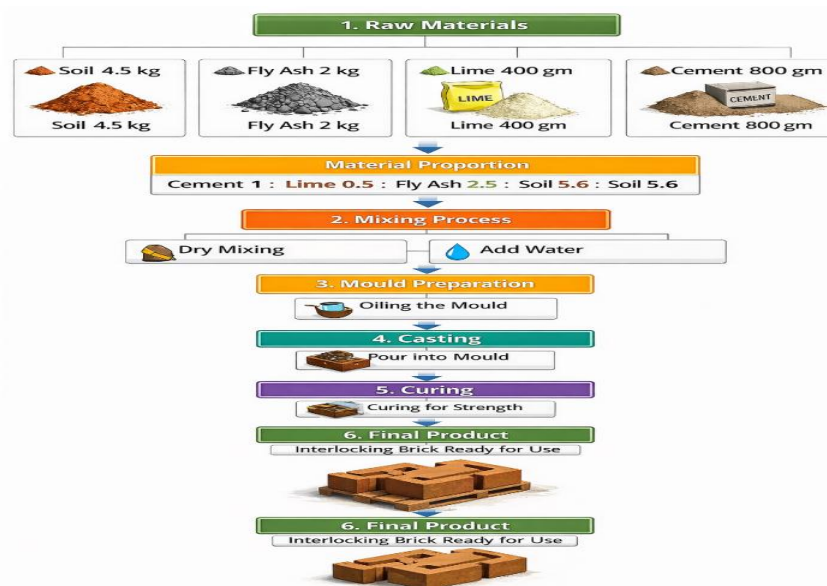 1. Raw Materials
Soil 4.5 kg
Soil 4.5 kg
Fly Ash 2 kg
Fly Ash 2 kg
Lime 400 gm
LIME
Lime 400 gm
Cement 800 gm
CEMENT
Cement 800 gm
Material Proportion
Cement 1 : Lime 0.5 : Fly Ash 2.5 : Soil 5.6 : Soil 5.6
2. Mixing Process
Dry Mixing
Add Water
3. Mould Preparation
Oiling the Mould
4. Casting
Pour into Mould
5. Curing
Curing for Strength
6. Final Product
Interlocking Brick Ready for Use
6. Final Product
Interlocking Brick Ready for Use